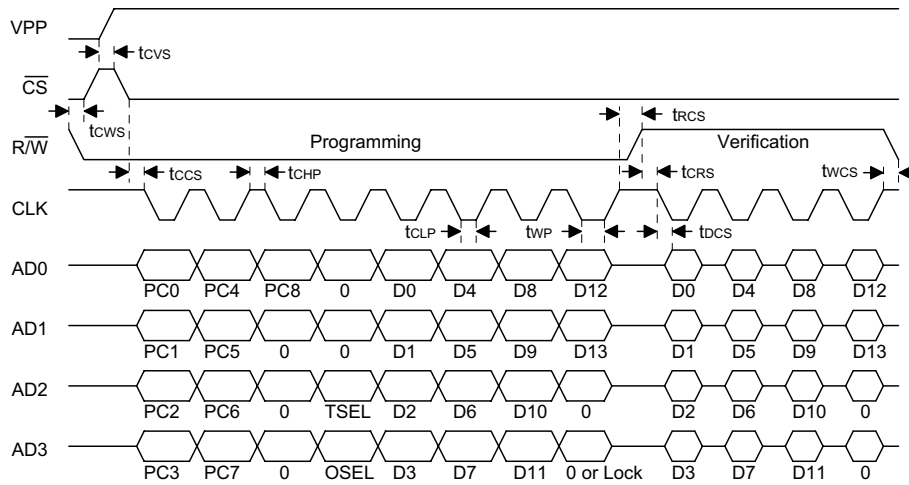 VPP
tCVS
CS
tCWS
tRCS
R/W Programming Verification
tCCS tCHP tCRS tWCS
CLK
tCLP tWP tDCS
AD0
PC0 PC4 PC8 0 D0 D4 D8 D12 D0 D4 D8 D12
AD1
PC1 PC5 0 0 D1 D5 D9 D13 D1 D5 D9 D13
AD2
PC2 PC6 0 TSEL D2 D6 D10 0 D2 D6 D10 0
AD3
PC3 PC7 0 OSEL D3 D7 D11 0 or Lock D3 D7 D11 0